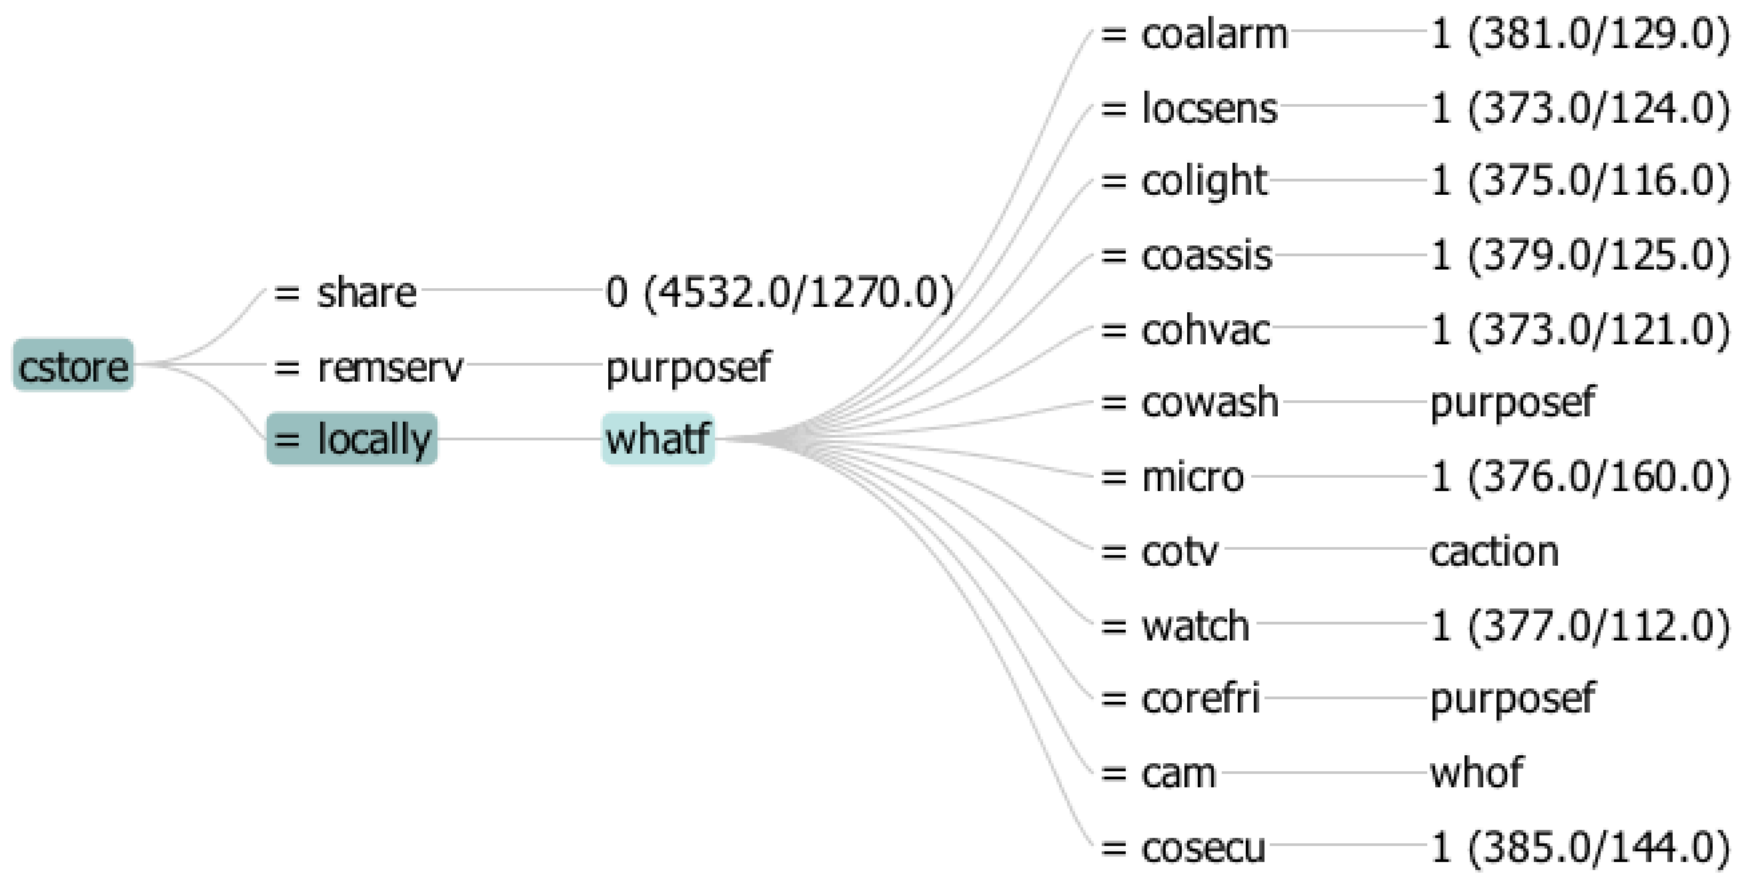 cstore
= share 0 (4532.0/1270.0)
= remserv purposef
= locally whatf
= coalarm 1 (381.0/129.0)
= locsens 1 (373.0/124.0)
= colight 1 (375.0/116.0)
= coassis 1 (379.0/125.0)
= cohvac 1 (373.0/121.0)
= cowash purposef
= micro 1 (376.0/160.0)
= cotv caction
= watch 1 (377.0/112.0)
= corefri purposef
= cam whof
= cosecu 1 (385.0/144.0)